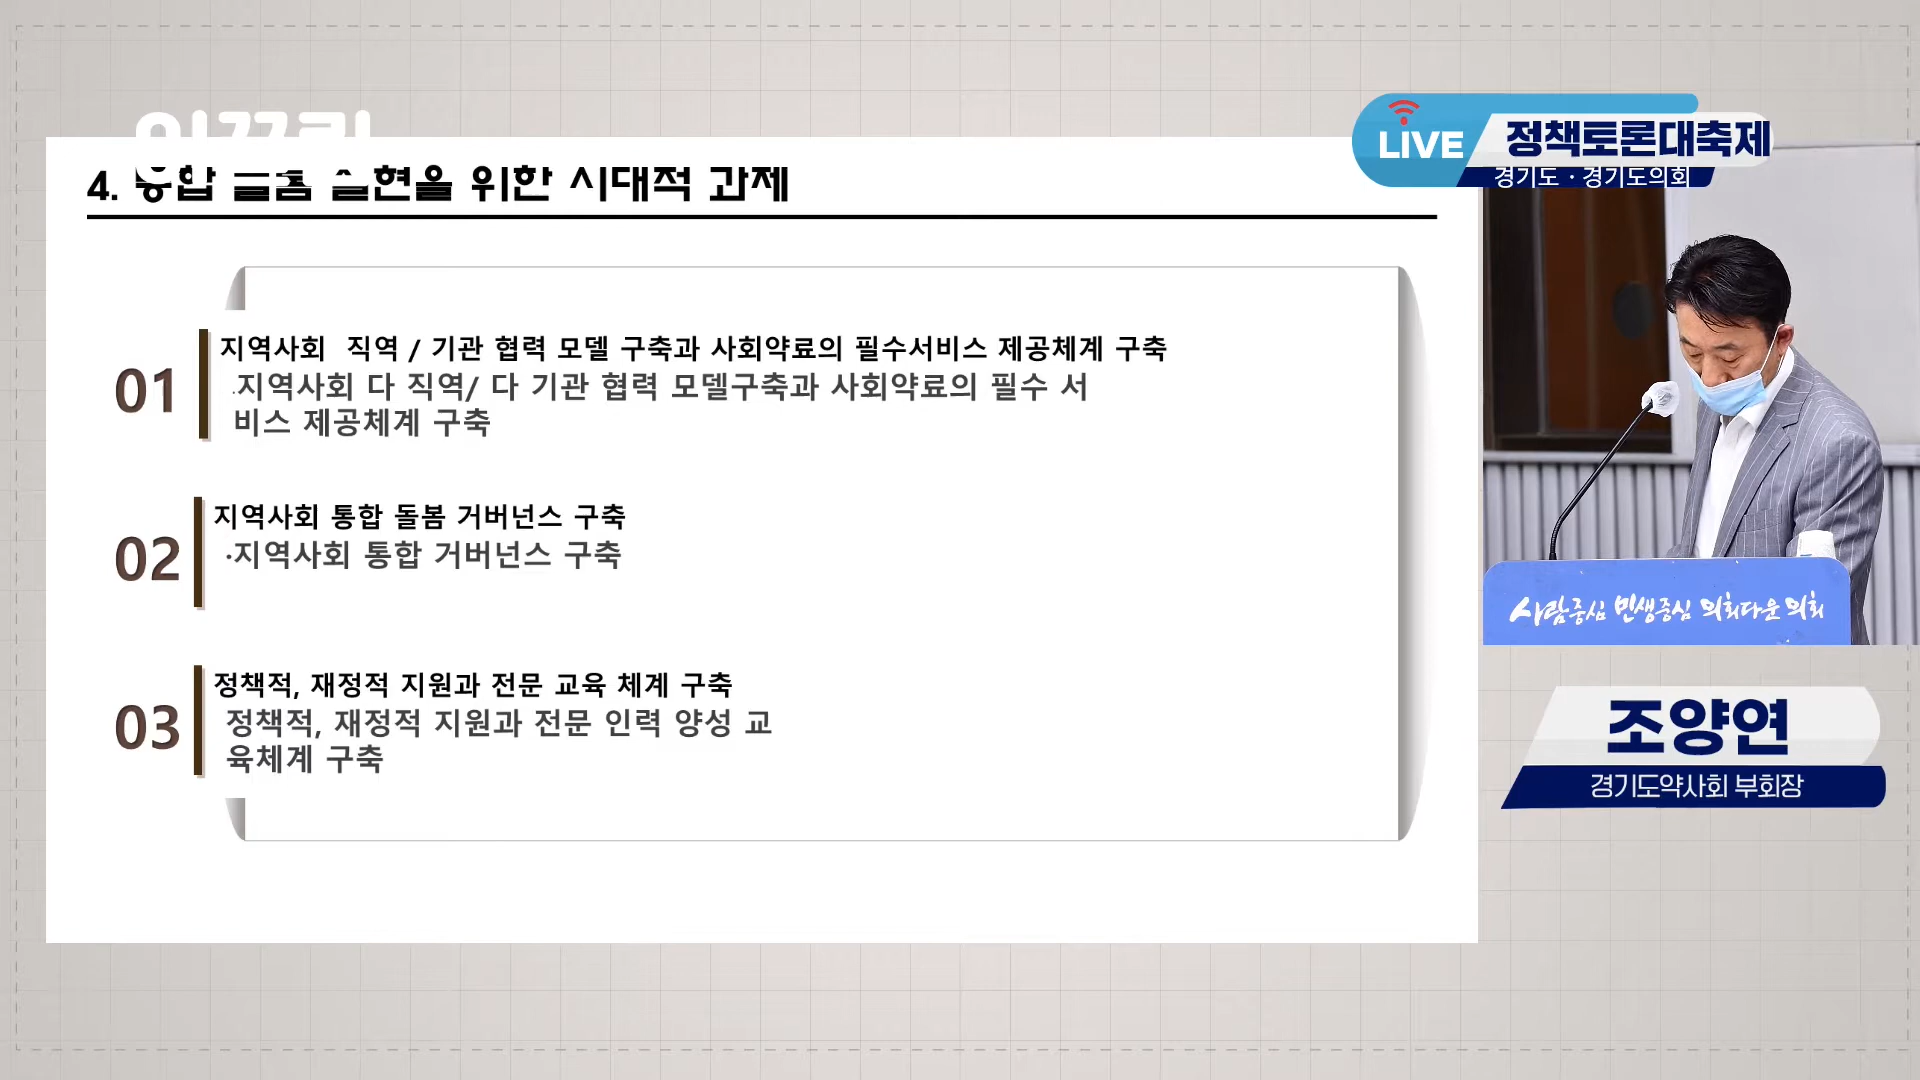 4. 통합 돌봄 실현을 위한 시대적 과제
01
지역사회 직역 / 기관 협력 모델 구축과 사회약료의 필수서비스 제공체계 구축
·지역사회 다 직역/ 다 기관 협력 모델구축과 사회약료의 필수 서
비스 제공체계 구축
02
지역사회 통합 돌봄 거버넌스 구축
·지역사회 통합 거버넌스 구축
03
정책적, 재정적 지원과 전문 교육 체계 구축
정책적, 재정적 지원과 전문 인력 양성 교
육체계 구축
LIVE 정책토론대축제
경기도 · 경기도의회
사람중심 민생중심 의회다운 의회
조양연
경기도약사회 부회장